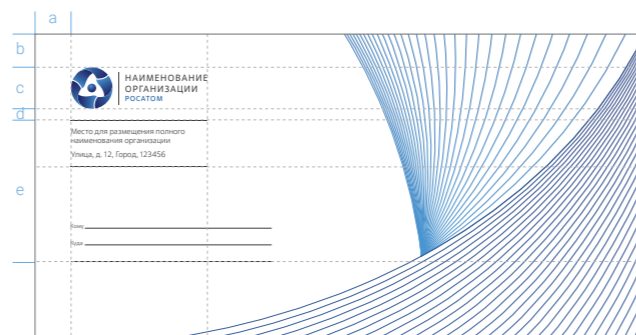 a
b
c
d
e
НАИМЕНОВАНИЕ
ОРГАНИЗАЦИИ
РОСАТОМ
Место для размещения полного
наименования организации
Улица, д. 12, Город, 123456
Кому
Куда